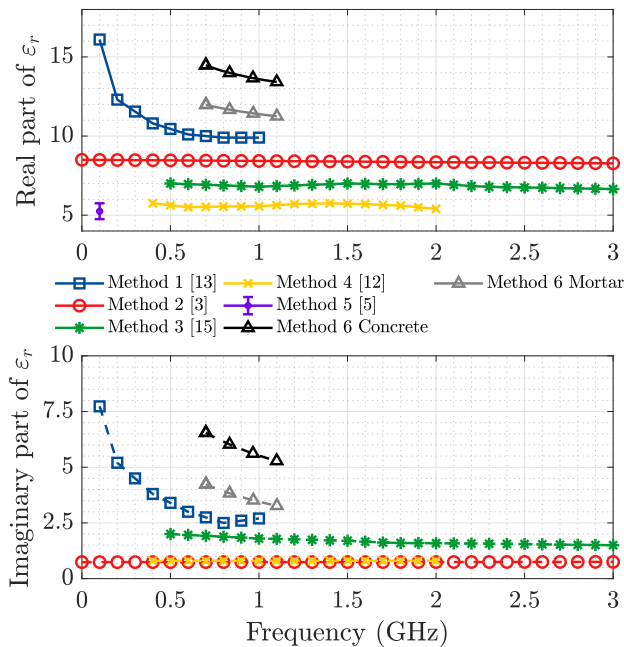 Real part of εr
15
10
5
0
0.5
1
1.5
2
2.5
3
Method 1 [13]
Method 4 [12]
Method 6 Mortar
Method 2 [3]
Method 5 [5]
Method 3 [15]
Method 6 Concrete
Imaginary part of εr
10
7.5
5
2.5
0
0
0.5
1
1.5
2
2.5
3
Frequency (GHz)